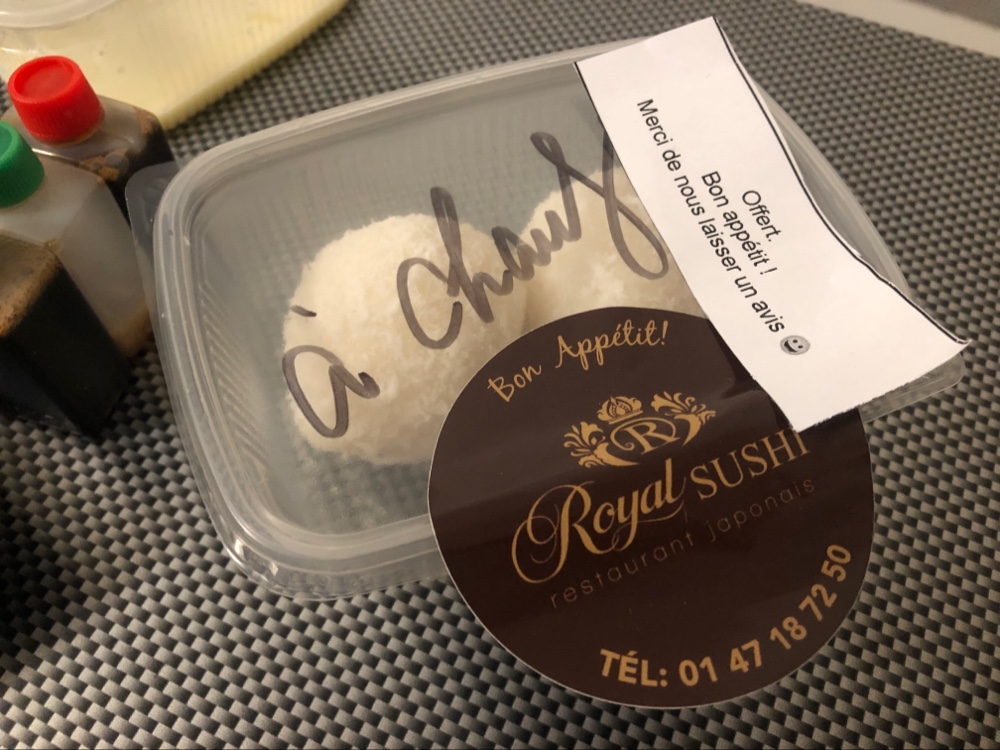 à chaud
Offert.
Bon appétit !
Merci de nous laisser un avis
Bon Appétit!
R
Royal SUSHI
restaurant japonais
TÉL: 01 47 18 72 50